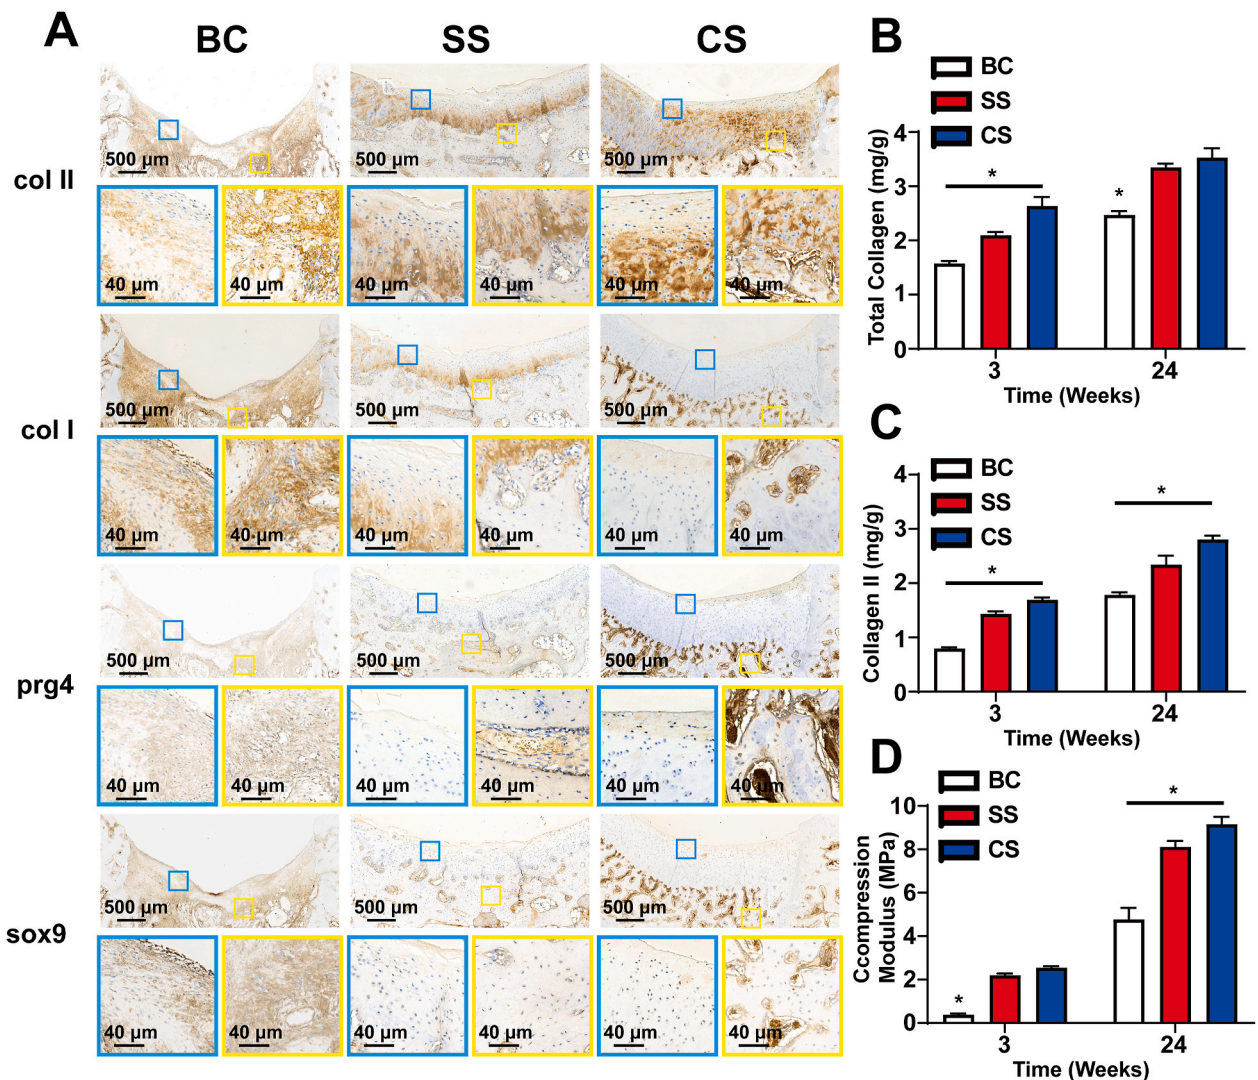 A
BC
SS
CS
col II
500 µm
500 µm
500 µm
40 µm
40 µm
40 µm
40 µm
40 µm
40 µm
col I
500 µm
500 µm
500 µm
40 µm
40 µm
40 µm
40 µm
40 µm
40 µm
prg4
500 µm
500 µm
500 µm
40 µm
40 µm
40 µm
40 µm
40 µm
40 µm
sox9
500 µm
500 µm
500 µm
40 µm
40 µm
40 µm
40 µm
40 µm
40 µm
B
BC
SS
CS
Total Collagen (mg/g)
4
3
2
1
0
*
*
3
24
Time (Weeks)
C
BC
SS
CS
Collagen II (mg/g)
4
3
2
1
0
*
*
3
24
Time (Weeks)
D
BC
SS
CS
Ccompression
Modulus (MPa)
10
8
6
4
2
0
*
*
3
24
Time (Weeks)